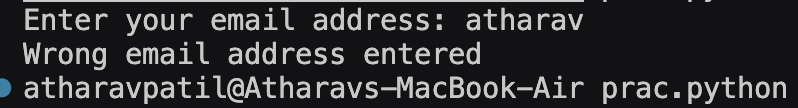 Enter your email address: atharav
Wrong email address entered
atharavpatil@Atharavs-MacBook-Air prac.python